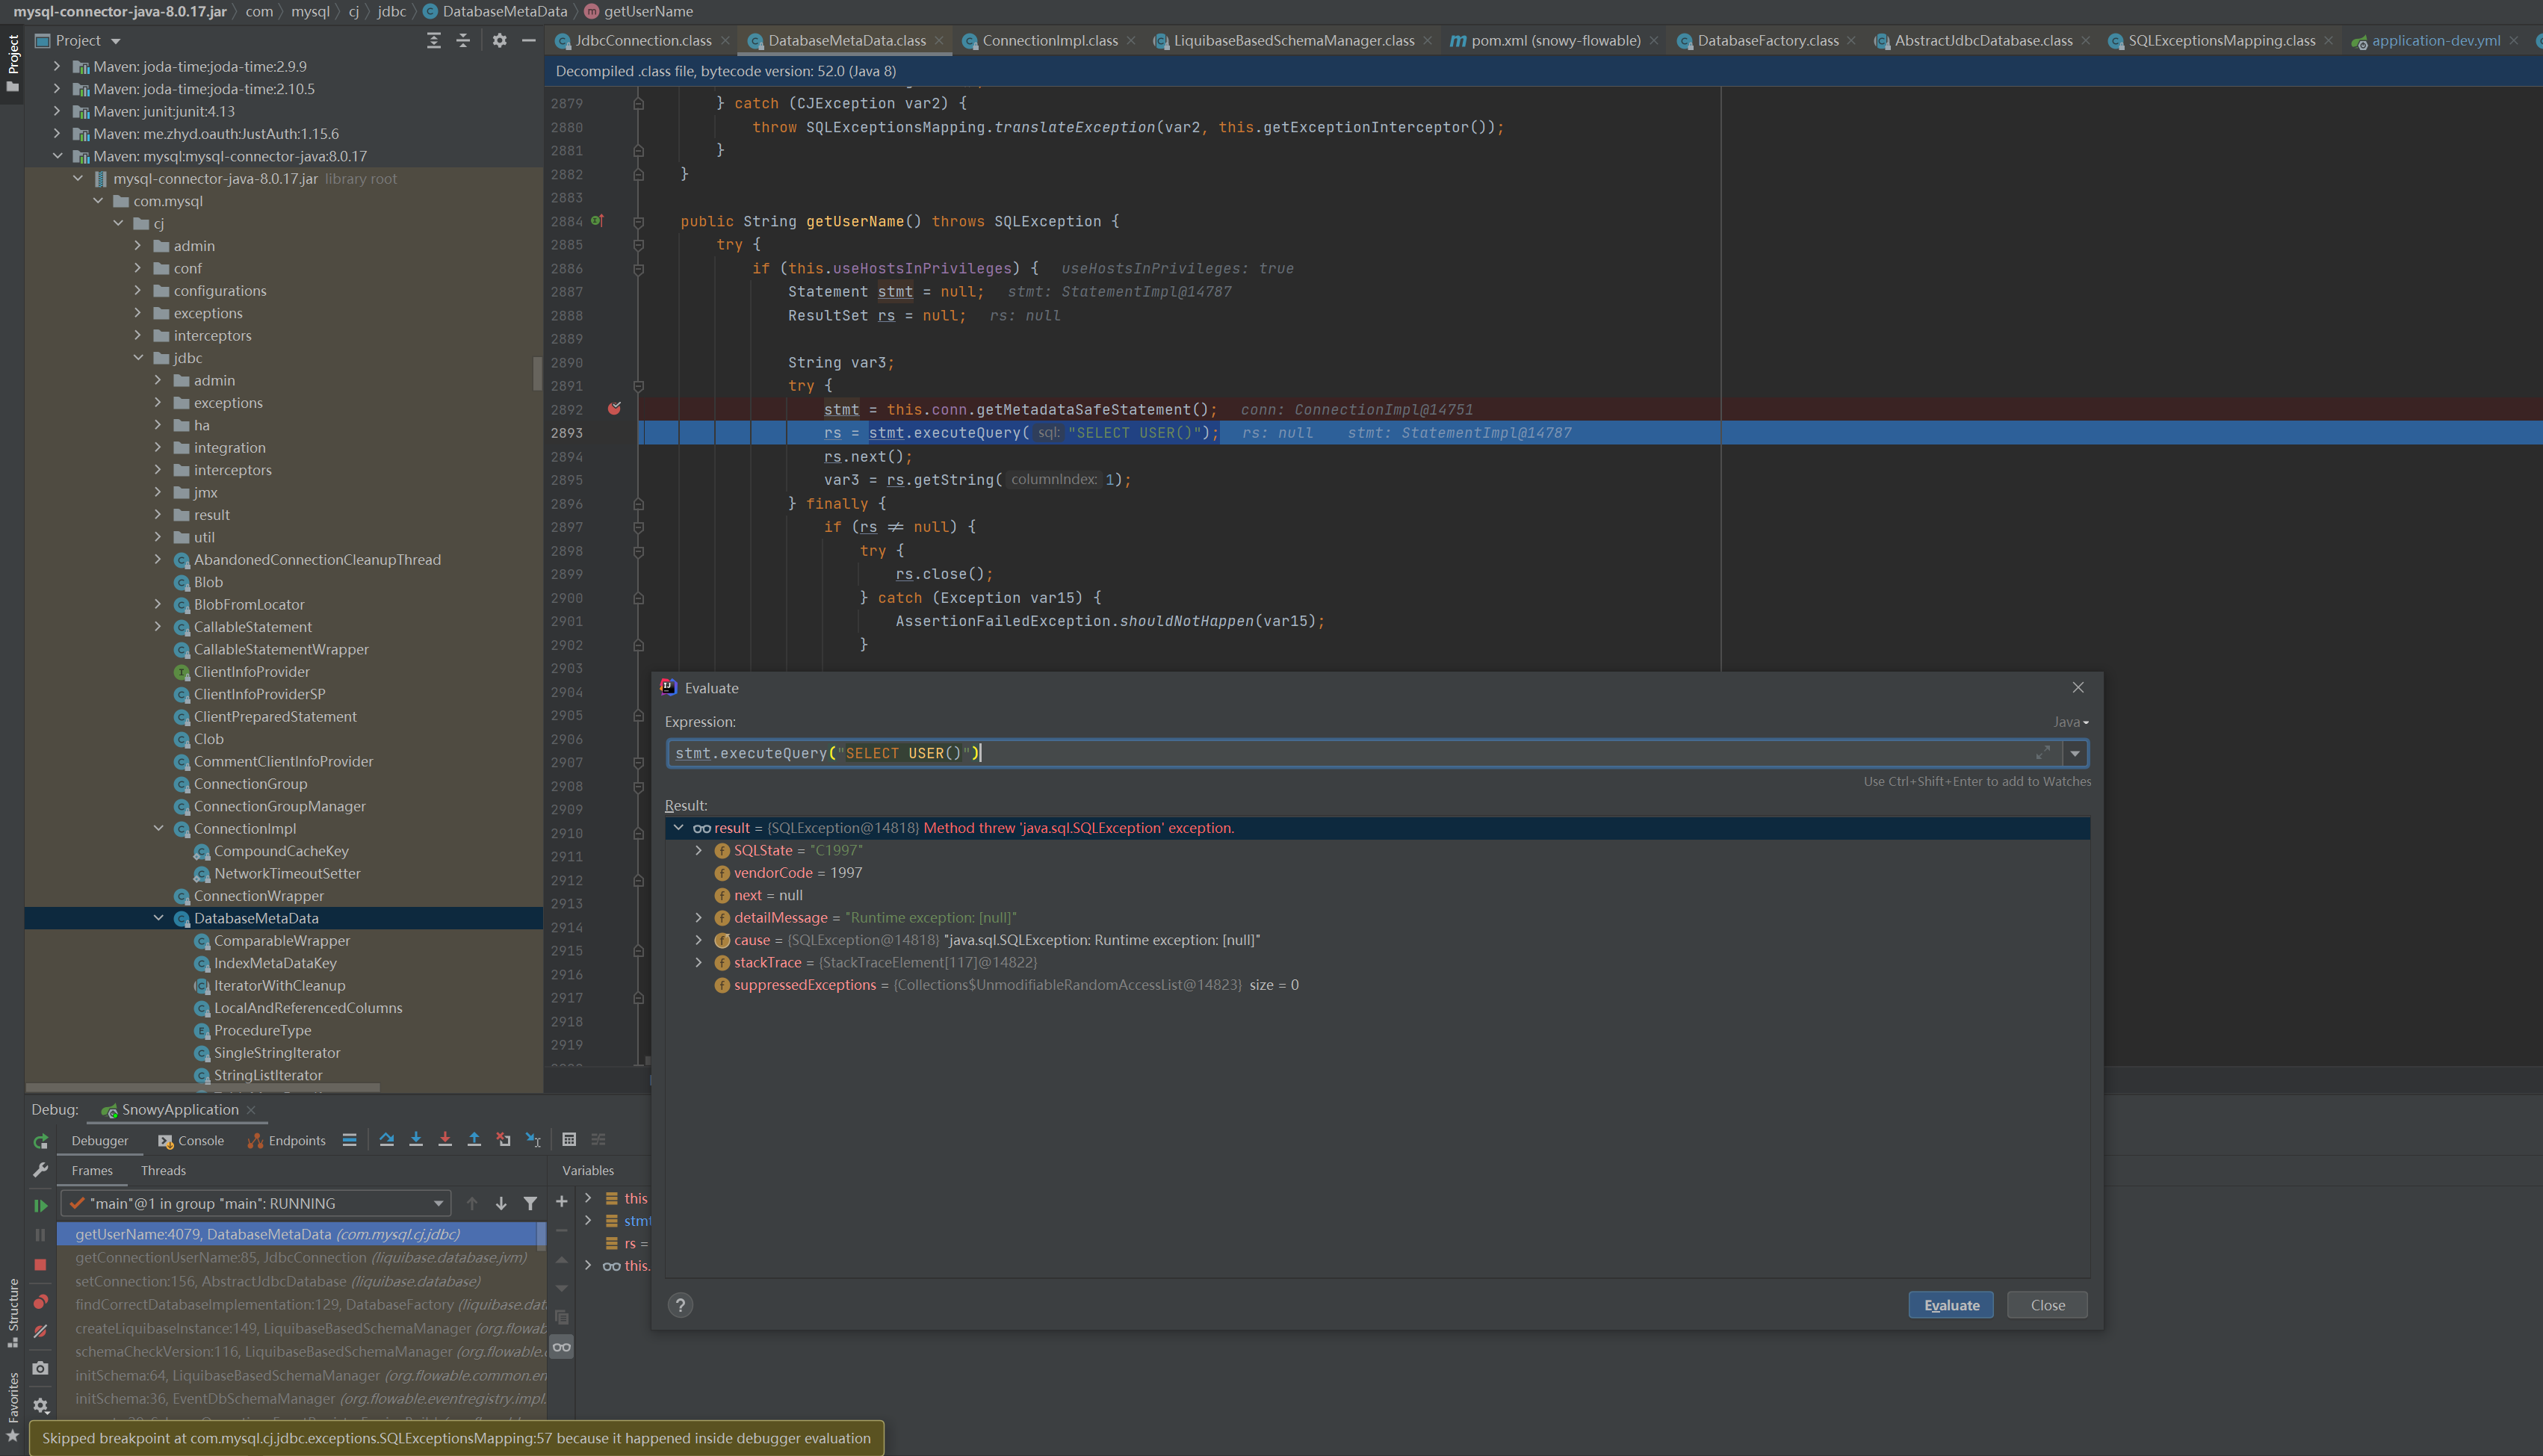 mysql-connector-java-8.0.17.jar com mysql cj jdbc DatabaseMetaData getUserName
Project
Project
JdbcConnection.class DatabaseMetaData.class ConnectionImpl.class LiquibaseBasedSchemaManager.class pom.xml (snowy-flowable) DatabaseFactory.class AbstractJdbcDatabase.class SQLExceptionsMapping.class application-dev.yml
Decompiled .class file, bytecode version: 52.0 (Java 8)
Maven: joda-time:joda-time:2.9.9
Maven: joda-time:joda-time:2.10.5
Maven: junit:junit:4.13
Maven: me.zhyd.oauth:JustAuth:1.15.6
Maven: mysql:mysql-connector-java:8.0.17
mysql-connector-java-8.0.17.jar library root
com.mysql
cj
admin
conf
configurations
exceptions
interceptors
jdbc
admin
exceptions
ha
integration
interceptors
jmx
result
util
AbandonedConnectionCleanupThread
Blob
BlobFromLocator
CallableStatement
CallableStatementWrapper
ClientInfoProvider
ClientInfoProviderSP
ClientPreparedStatement
Clob
CommentClientInfoProvider
ConnectionGroup
ConnectionGroupManager
ConnectionImpl
CompoundCacheKey
NetworkTimeoutSetter
ConnectionWrapper
DatabaseMetaData
ComparableWrapper
IndexMetaDataKey
IteratorWithCleanup
LocalAndReferencedColumns
ProcedureType
SingleStringIterator
StringListIterator
2879 } catch (CJException var2) {
2880 throw SQLExceptionsMapping.translateException(var2, this.getExceptionInterceptor());
2881 }
2882 }
2883
2884 public String getUserName() throws SQLException {
2885 try {
2886 if (this.useHostsInPrivileges) { useHostsInPrivileges: true
2887 Statement stmt = null; stmt: StatementImpl@14787
2888 ResultSet rs = null; rs: null
2889
2890 String var3;
2891 try {
2892 stmt = this.conn.getMetadataSafeStatement(); conn: ConnectionImpl@14751
2893 rs = stmt.executeQuery( sql: "SELECT USER()"); rs: null stmt: StatementImpl@14787
2894 rs.next();
2895 var3 = rs.getString( columnIndex: 1);
2896 } finally {
2897 if (rs ≠ null) {
2898 try {
2899 rs.close();
2900 } catch (Exception var15) {
2901 AssertionFailedException.shouldNotHappen(var15);
2902 }
2903
2904
2905
2906
2907
2908
2909
2910
2911
2912
2913
2914
2915
2916
2917
2918
2919
Evaluate
Expression:
Java
stmt.executeQuery("SELECT USER()")
Use Ctrl+Shift+Enter to add to Watches
Result:
result = {SQLException@14818} Method threw 'java.sql.SQLException' exception.
SQLState = "C1997"
vendorCode = 1997
next = null
detailMessage = "Runtime exception: [null]"
cause = {SQLException@14818} "java.sql.SQLException: Runtime exception: [null]"
stackTrace = {StackTraceElement[117]@14822}
suppressedExceptions = {Collections$UnmodifiableRandomAccessList@14823} size = 0
? Evaluate Close
Debug: SnowyApplication
Debugger Console Endpoints
Frames Threads Variables
"main"@1 in group "main": RUNNING
getUserName:4079, DatabaseMetaData (com.mysql.cj.jdbc)
getConnectionUserName:85, JdbcConnection (liquibase.database.jvm)
setConnection:156, AbstractJdbcDatabase (liquibase.database)
findCorrectDatabaseImplementation:129, DatabaseFactory (liquibase.dat
createLiquibaseInstance:149, LiquibaseBasedSchemaManager (org.flowab
schemaCheckVersion:116, LiquibaseBasedSchemaManager (org.flowable.
initSchema:64, LiquibaseBasedSchemaManager (org.flowable.common.en
initSchema:36, EventDbSchemaManager (org.flowable.eventregistry.impl.
this
stmt
rs =
this.
Structure
Favorites
Skipped breakpoint at com.mysql.cj.jdbc.exceptions.SQLExceptionsMapping:57 because it happened inside debugger evaluation